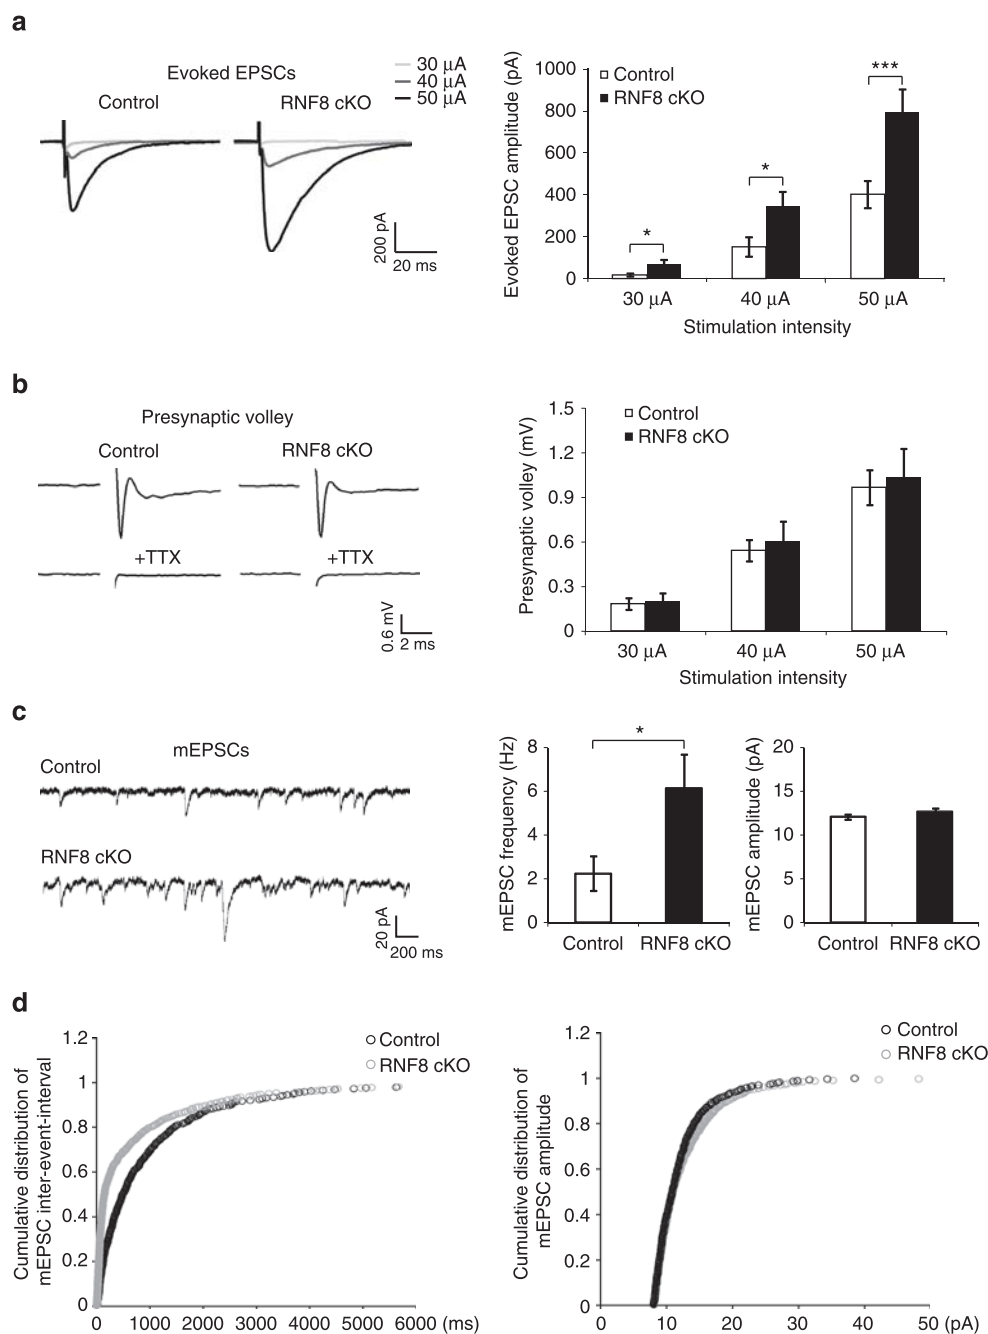 a
Evoked EPSCs
30 μA
40 μA
50 μA
Control
RNF8 cKO
200 pA
20 ms
Evoked EPSC amplitude (pA)
1000
800
600
400
200
0
Control
RNF8 cKO
*
*
***
30 μA
40 μA
50 μA
Stimulation intensity
b
Presynaptic volley
Control
RNF8 cKO
+TTX
+TTX
0.6 mV
2 ms
Presynaptic volley (mV)
1.5
1.2
0.9
0.6
0.3
0
Control
RNF8 cKO
30 μA
40 μA
50 μA
Stimulation intensity
c
mEPSCs
Control
RNF8 cKO
20 pA
200 ms
mEPSC frequency (Hz)
8
6
4
2
0
*
Control
RNF8 cKO
mEPSC amplitude (pA)
20
15
10
5
0
Control
RNF8 cKO
d
Cumulative distribution of
mEPSC inter-event-interval
1.2
1
0.8
0.6
0.4
0.2
0
Control
RNF8 cKO
0
1000
2000
3000
4000
5000
6000
(ms)
Cumulative distribution of
mEPSC amplitude
1.2
1
0.8
0.6
0.4
0.2
0
Control
RNF8 cKO
0
10
20
30
40
50
(pA)